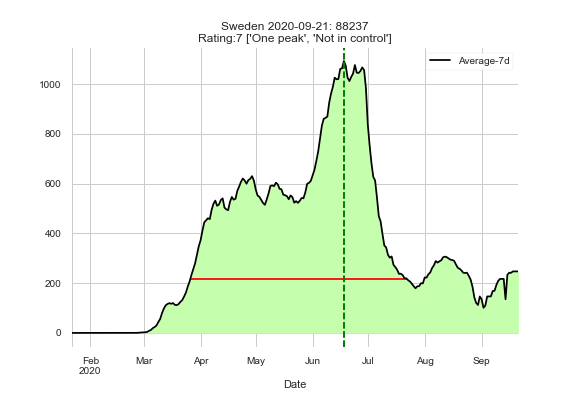 Sweden 2020-09-21: 88237
Rating:7 ['One peak', 'Not in control']
Average-7d
1000
800
600
400
200
0
Feb Mar Apr May Jun Jul Aug Sep
2020
Date